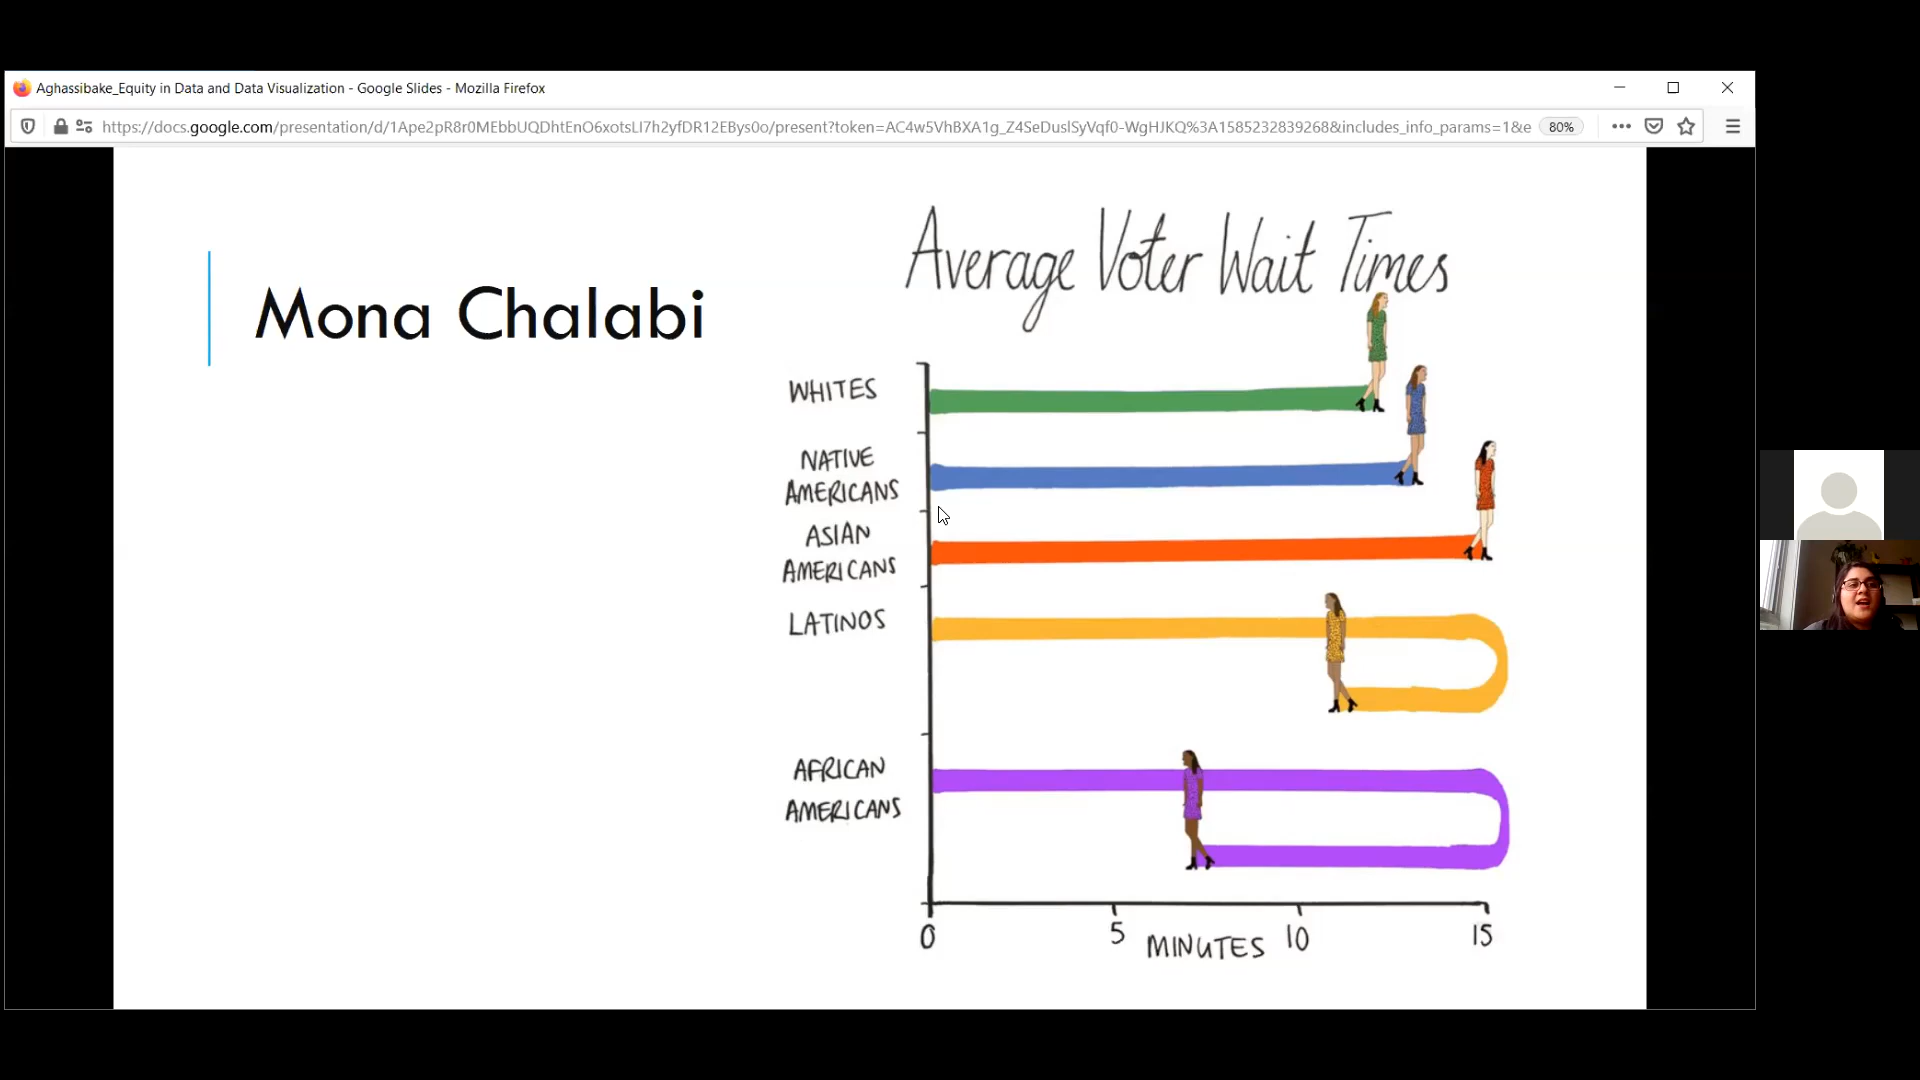 Aghassibake_Equity in Data and Data Visualization - Google Slides - Mozilla Firefox
https://docs.google.com/presentation/d/1Ape2pR8r0MEbbUQDhtEnO6xotsLI7h2yfDR12EBys0o/present?token=AC4w5VhBXA1g_Z4SeDuslSyVqf0-WgHJKQ%3A1585232839268&includes_info_params=1&e 80%
Average Voter Wait Times
Mona Chalabi
WHITES
NATIVE
AMERICANS
ASIAN
AMERICANS
LATINOS
AFRICAN
AMERICANS
0 5 MINUTES 10 15